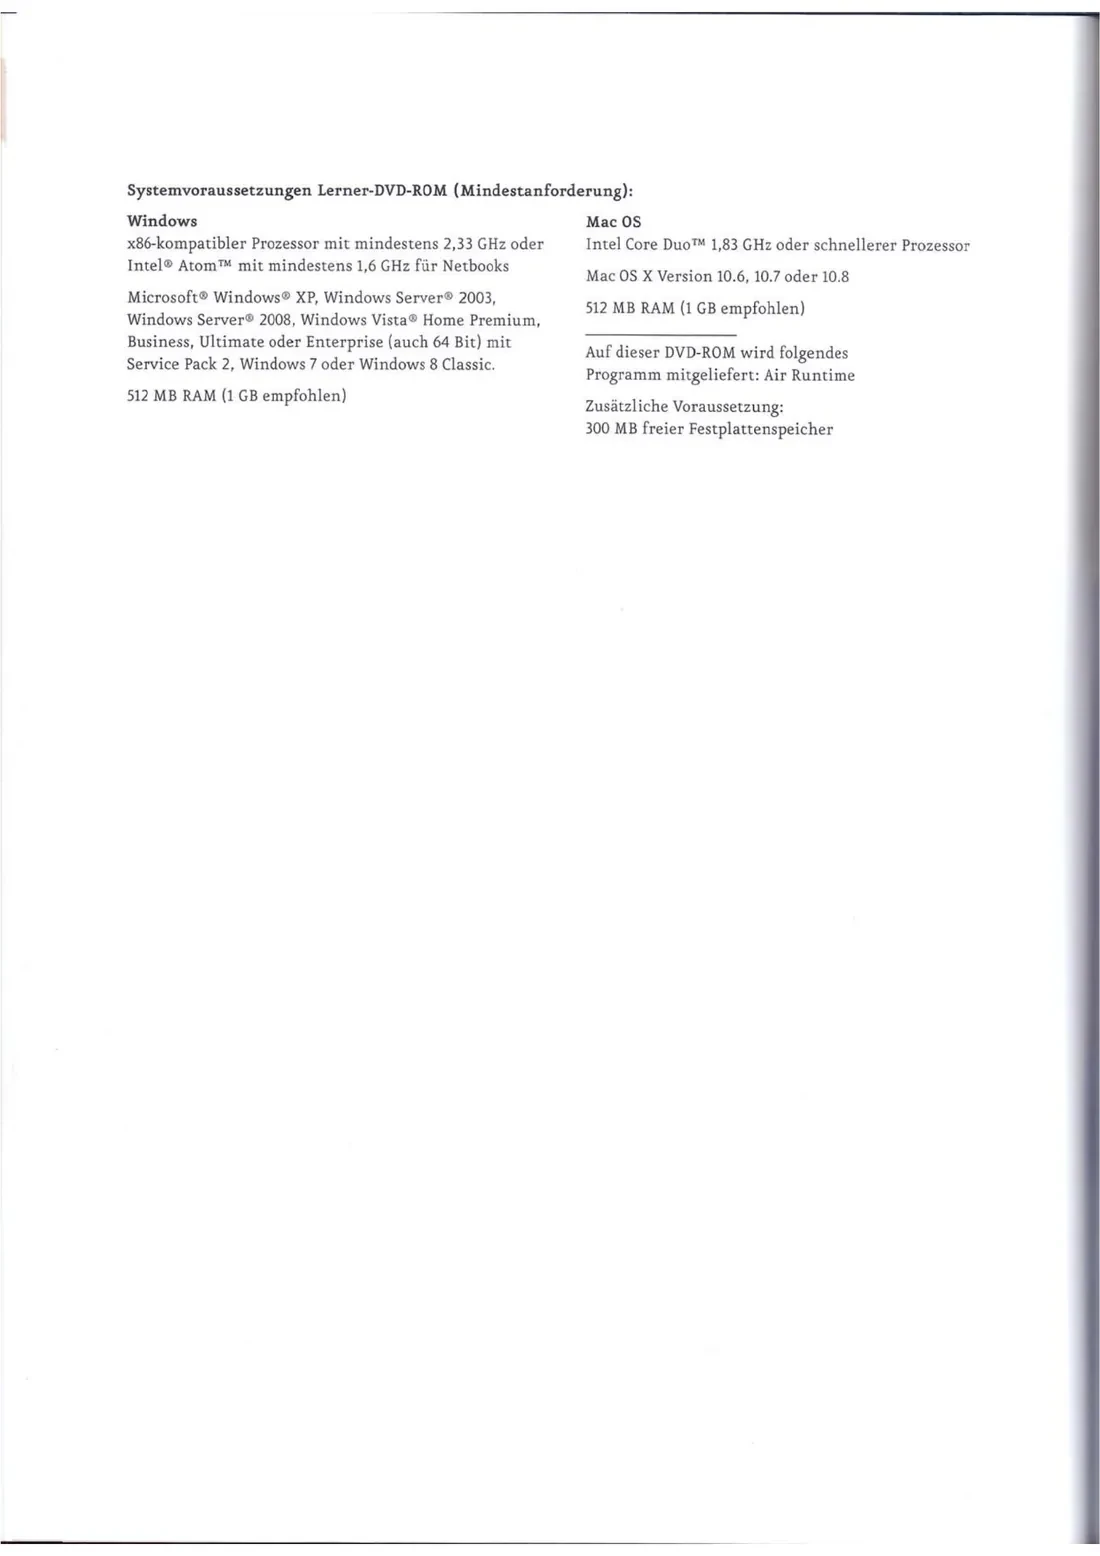 Systemvoraussetzungen Lerner-DVD-ROM (Mindestanforderung):
Windows
x86-kompatibler Prozessor mit mindestens 2,33 GHz oder
Intel® Atom™ mit mindestens 1,6 GHz für Netbooks
Microsoft® Windows® XP, Windows Server® 2003,
Windows Server® 2008, Windows Vista® Home Premium,
Business, Ultimate oder Enterprise (auch 64 Bit) mit
Service Pack 2, Windows 7 oder Windows 8 Classic.
512 MB RAM (1 GB empfohlen)
Mac OS
Intel Core Duo™ 1,83 GHz oder schnellerer Prozessor
Mac OS X Version 10.6, 10.7 oder 10.8
512 MB RAM (1 GB empfohlen)
Auf dieser DVD-ROM wird folgendes
Programm mitgeliefert: Air Runtime
Zusätzliche Voraussetzung:
300 MB freier Festplattenspeicher